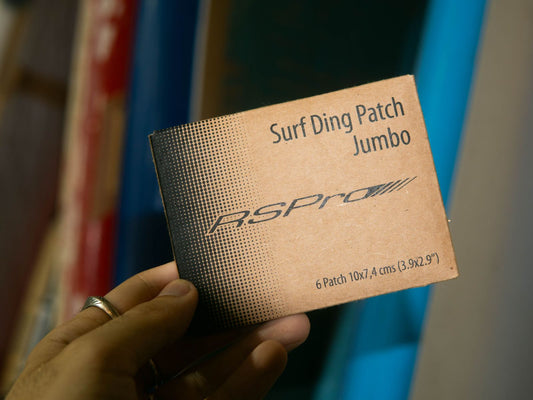 Surf Ding Patch
Jumbo
RSPro
6 Patch 10x7,4 cms (3.9x2.9")